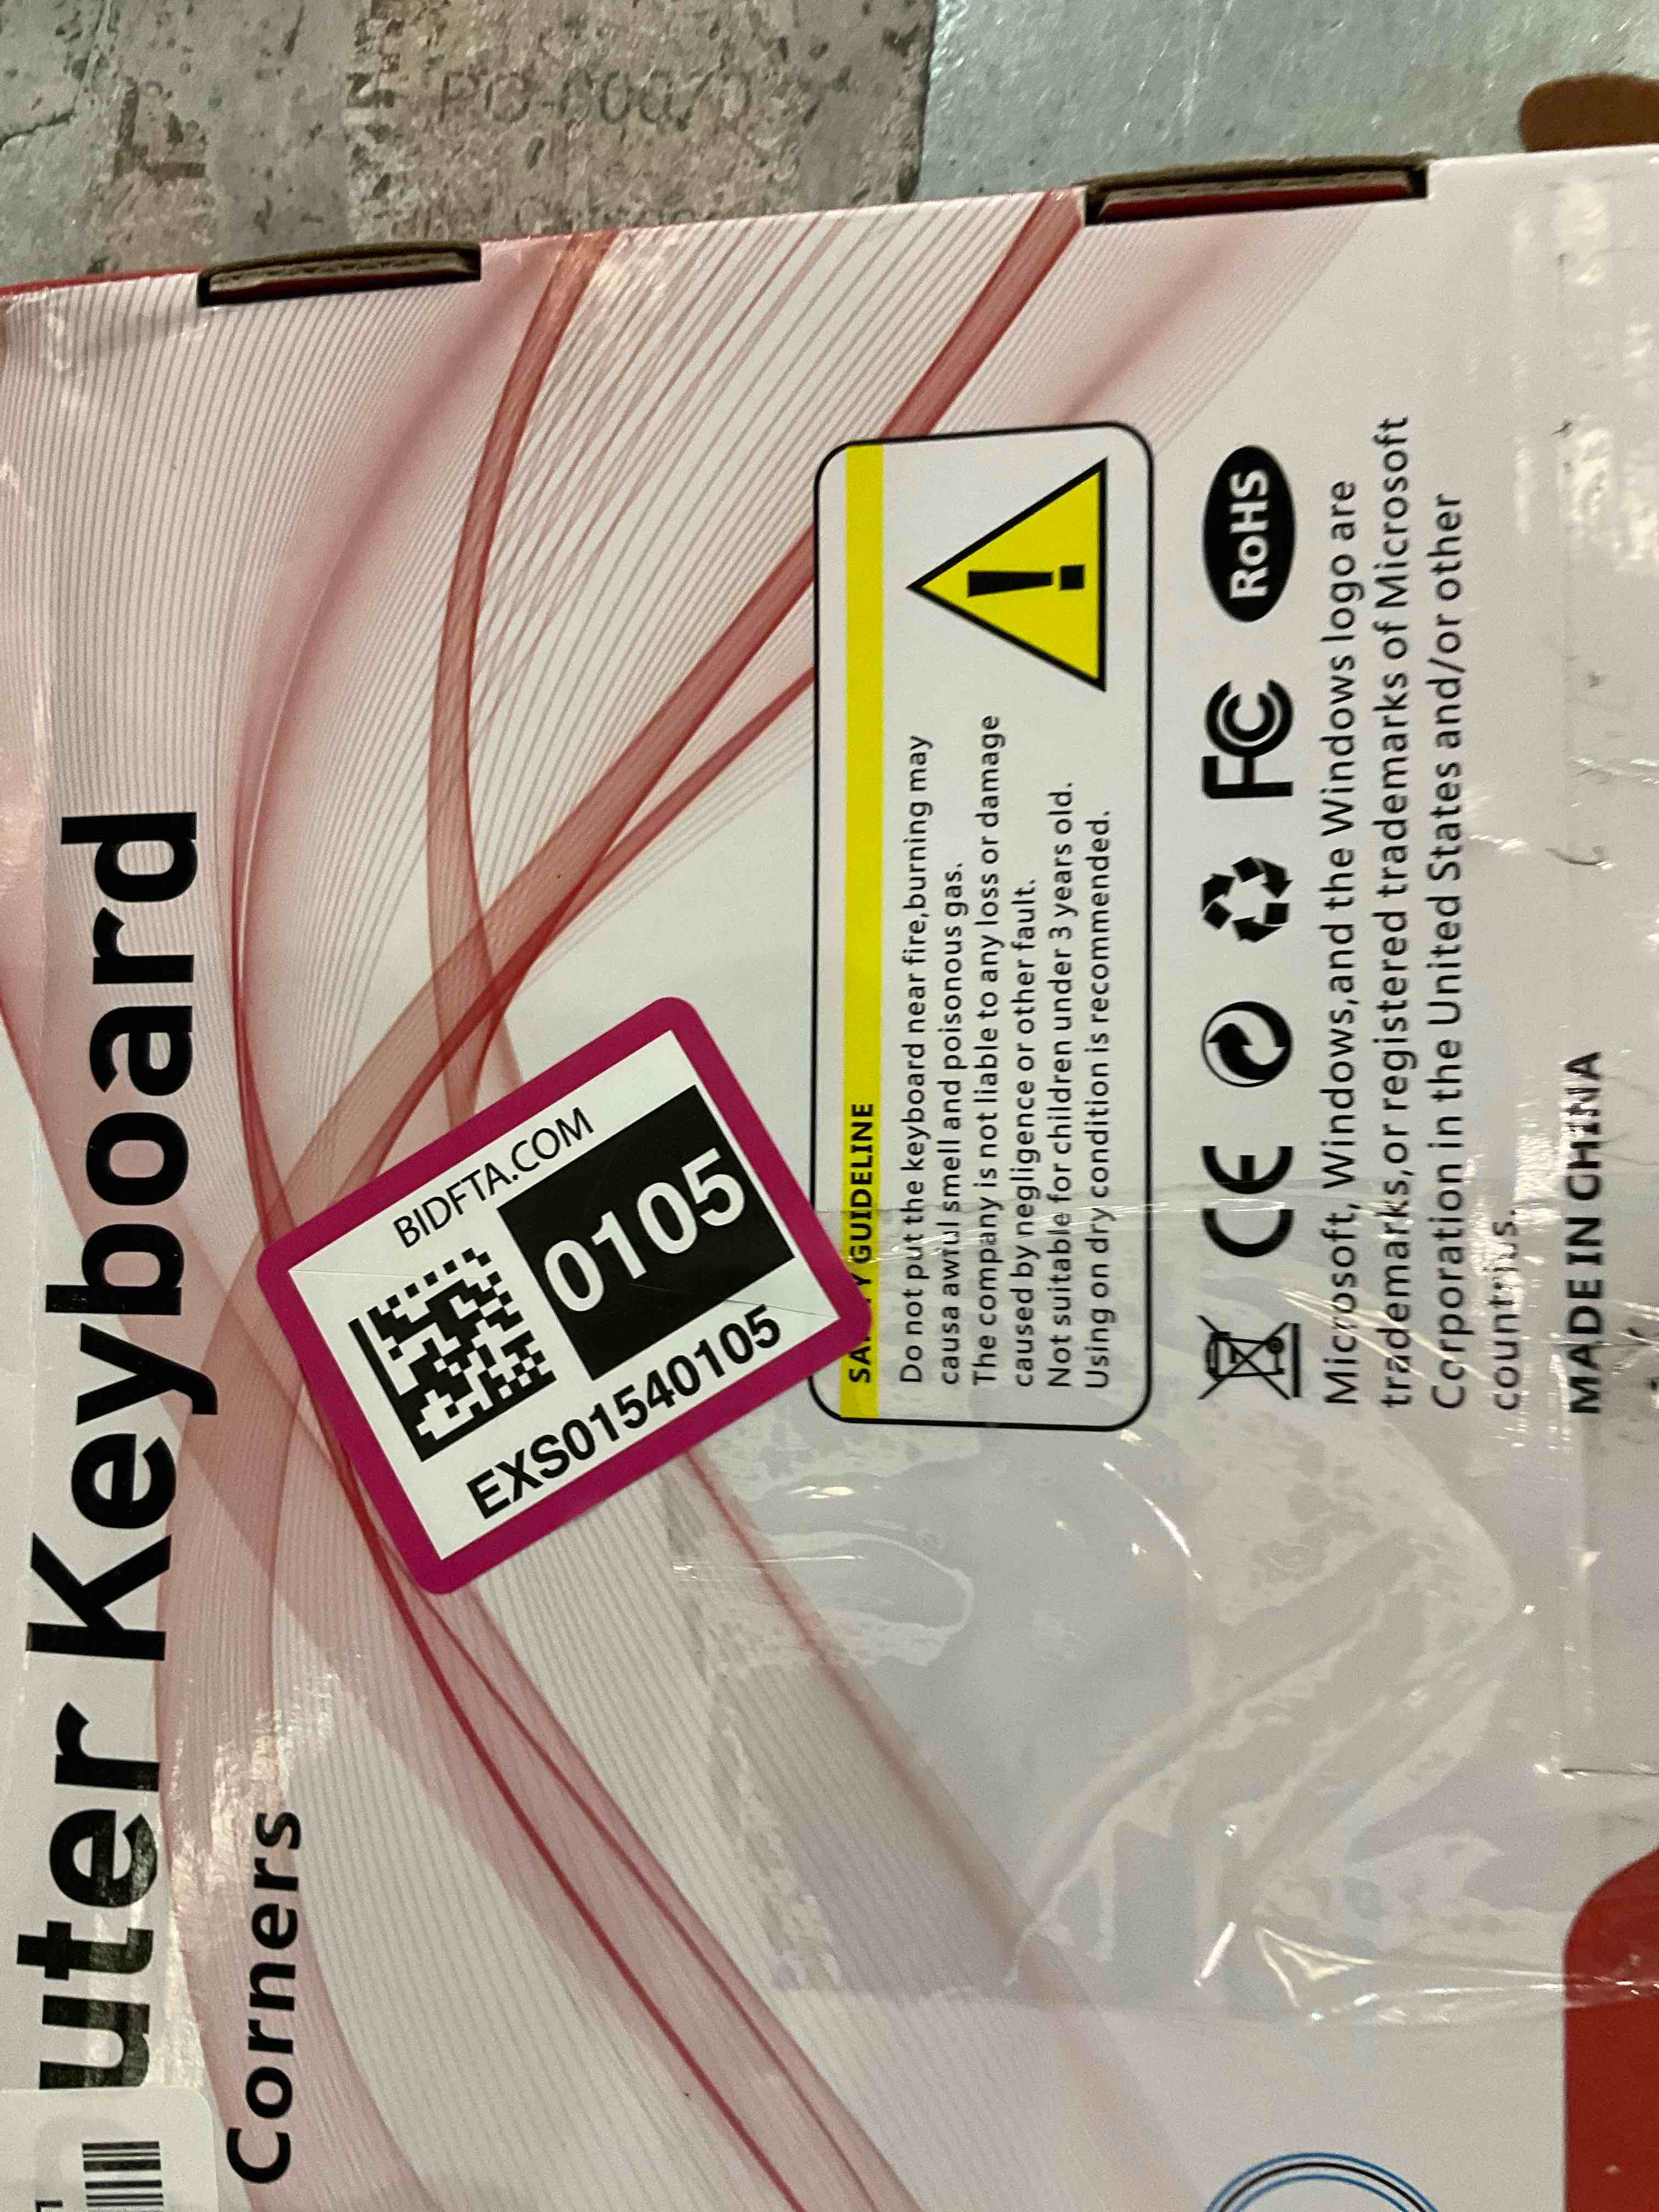 uter Keyboard
Corners
BIDFTA.COM
0105
EXS01540105
GUIDELINE
Do not put the keyboard near fire,burning may
causa awful smell and poisonous gas.
The company is not liable to any loss or damage
caused by negligence or other fault.
Not suitable for children under 3 years old.
Using on dry condition is recommended.
CE FC RoHS
Microsoft, Windows,and the Windows logo are
trademarks,or registered trademarks of Microsoft
Corporation in the United States and/or other
countrius.
MADE IN CHINA